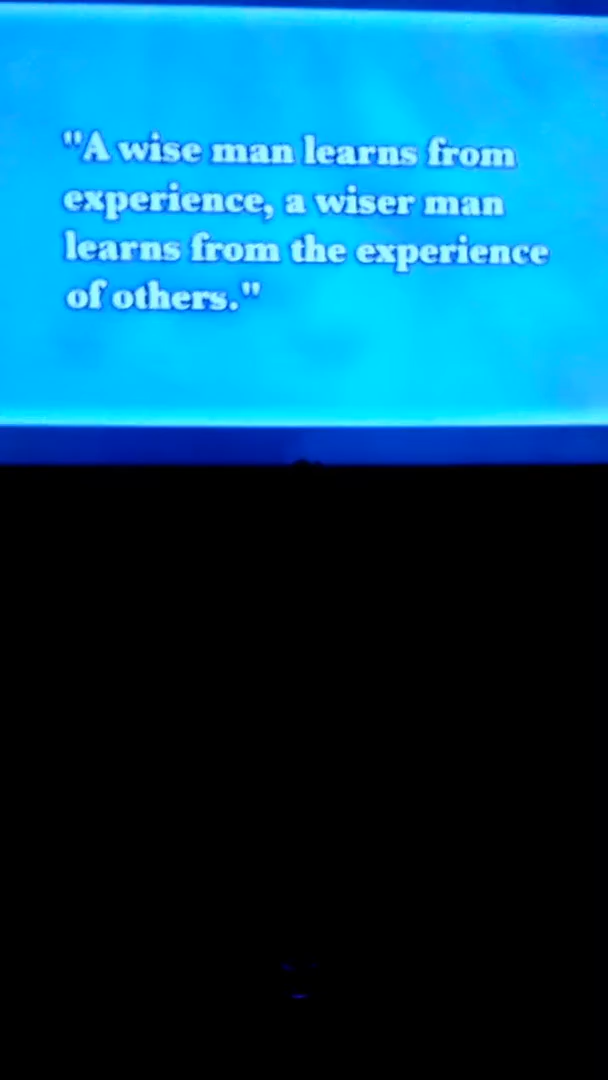 "A wise man learns from
experience, a wiser man
learns from the experience
of others."